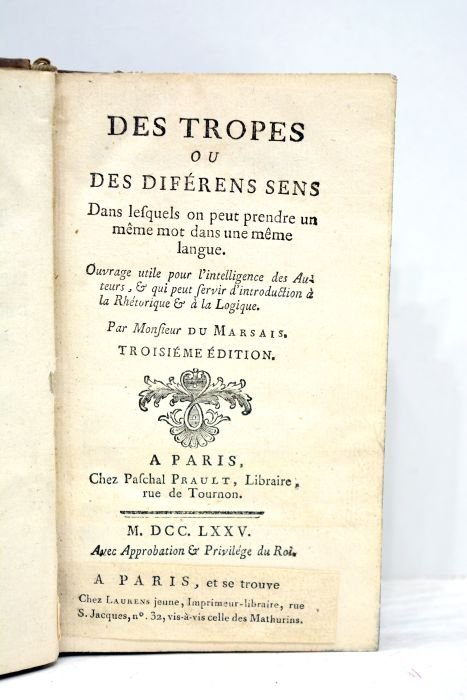 DES TROPES
OU
DES DIFÉRENS SENS
Dans leſquels on peut prendre un
même mot dans une même
langue.
Ouvrage utile pour l'intelligence des Au-
teurs, & qui peut ſervir d'introduction à
la Rhétorique & à la Logique.
Par Monſieur DU MARSAIS.
TROISIÉME ÉDITION.
A PARIS,
Chez Paſchal PRAULT, Libraire,
rue de Tournon.
M. DCC. LXXV.
Avec Approbation & Privilége du Roi.
A PARIS, et se trouve
Chez LAURENS jeune, Imprimeur-libraire, rue
S. Jacques, nº. 32, vis-à-vis celle des Mathurins.